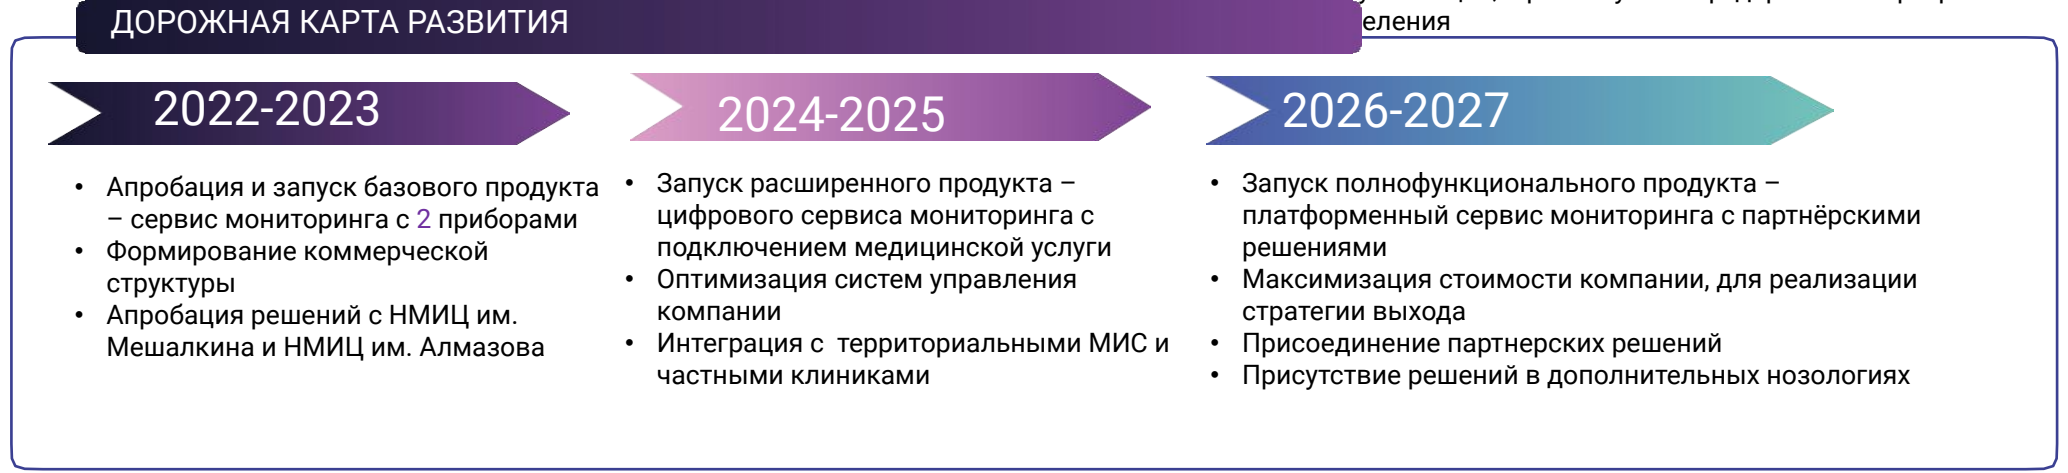 ДОРОЖНАЯ КАРТА РАЗВИТИЯ
еления
2022-2023
• Апробация и запуск базового продукта
– сервис мониторинга с 2 приборами
• Формирование коммерческой
структуры
• Апробация решений с НМИЦ им.
Мешалкина и НМИЦ им. Алмазова
2024-2025
• Запуск расширенного продукта –
цифрового сервиса мониторинга с
подключением медицинской услуги
• Оптимизация систем управления
компании
• Интеграция с  территориальными МИС и
частными клиниками
2026-2027
• Запуск полнофункционального продукта –
платформенный сервис мониторинга с партнёрскими
решениями
• Максимизация стоимости компании, для реализации
стратегии выхода
• Присоединение партнерских решений
• Присутствие решений в дополнительных нозологиях